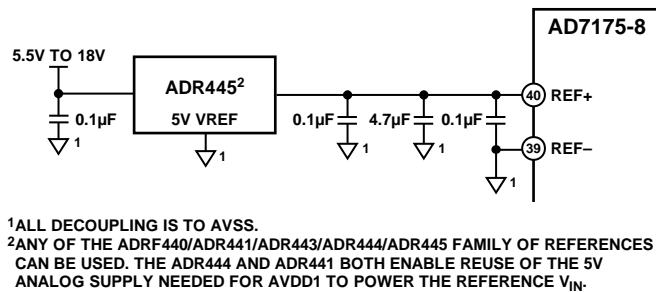 AD7175-8
5.5V TO 18V
ADR445²
5V VREF
0.1µF
0.1µF
4.7µF
0.1µF
40 REF+
39 REF–
1
1
1
1
1
¹ALL DECOUPLING IS TO AVSS.
²ANY OF THE ADRF440/ADR441/ADR443/ADR444/ADR445 FAMILY OF REFERENCES
CAN BE USED. THE ADR444 AND ADR441 BOTH ENABLE REUSE OF THE 5V
ANALOG SUPPLY NEEDED FOR AVDD1 TO POWER THE REFERENCE VIN.